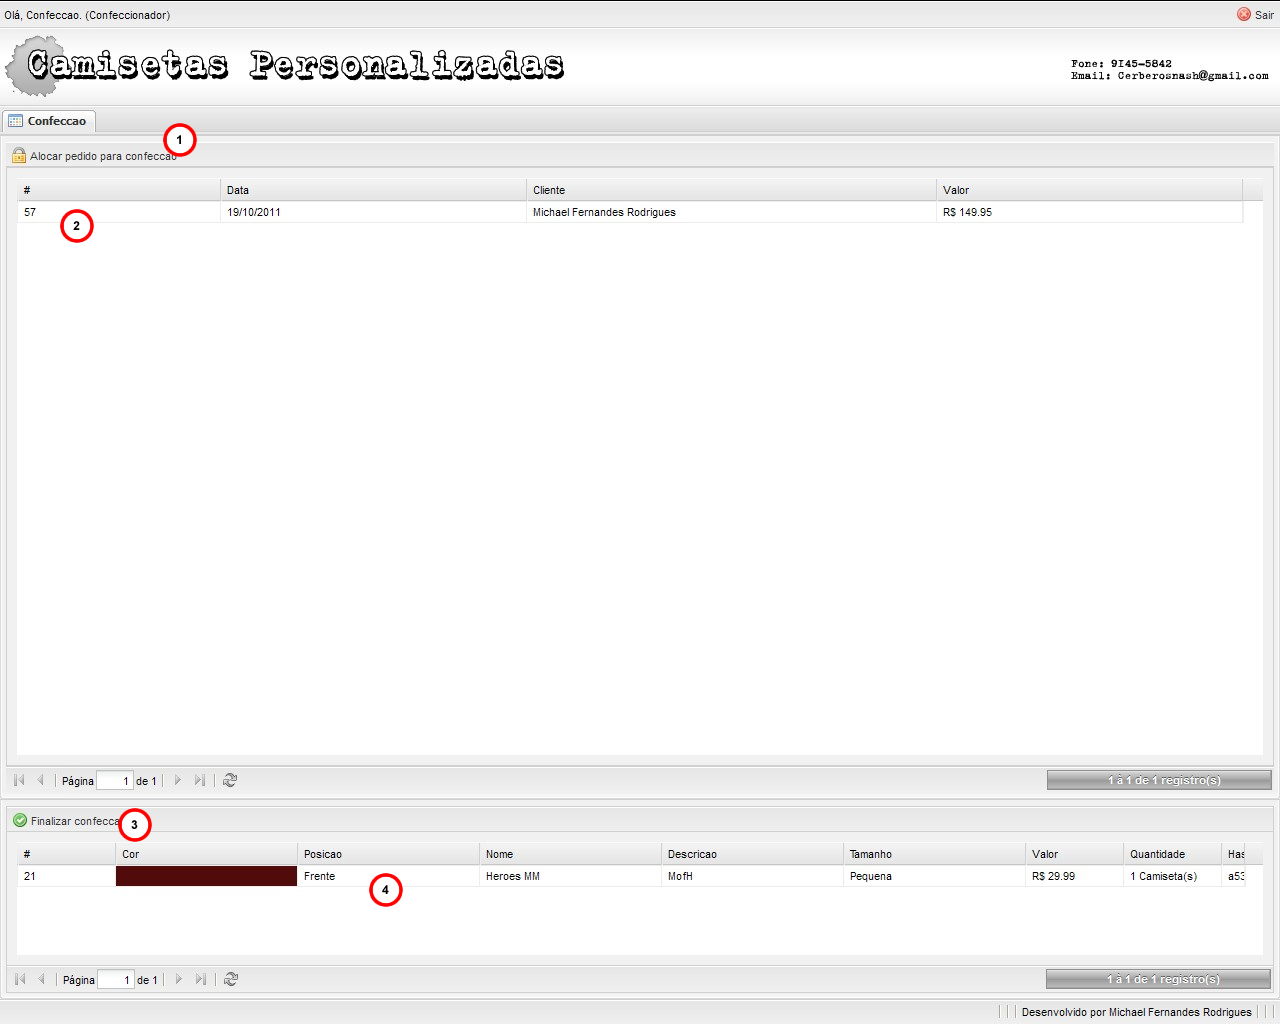 Olá, Confeccao. (Confeccionador)
Sair
Camisetas Personalizadas
Fone: 9145-5842
Email: Cerberosnash@gmail.com
Confeccao
1
Alocar pedido para confeccao
# Data Cliente Valor
57 19/10/2011 Michael Fernandes Rodrigues R$ 149.95
2
Página 1 de 1
1 à 1 de 1 registro(s)
Finalizar confecca
3
# Cor Posicao Nome Descricao Tamanho Valor Quantidade Has
21 Frente Heroes MM MofH Pequena R$ 29.99 1 Camiseta(s) a53
4
Página 1 de 1
1 à 1 de 1 registro(s)
Desenvolvido por Michael Fernandes Rodrigues